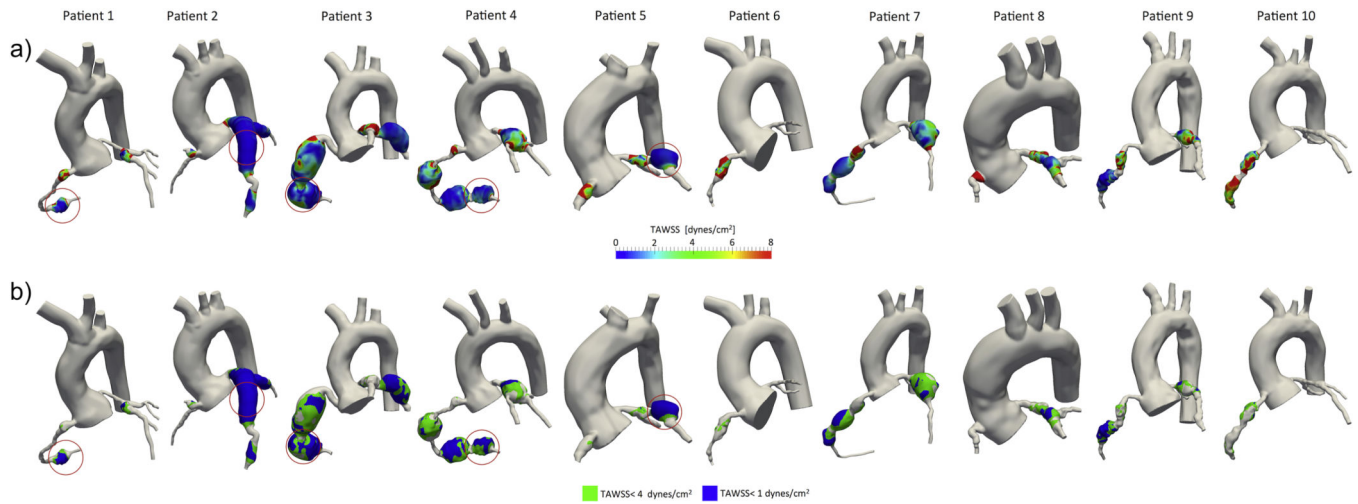 Patient 1 Patient 2 Patient 3 Patient 4 Patient 5 Patient 6 Patient 7 Patient 8 Patient 9 Patient 10
a)
TAWSS [dynes/cm²]
0 2 4 6 8
b)
TAWSS< 4 dynes/cm² TAWSS< 1 dynes/cm²